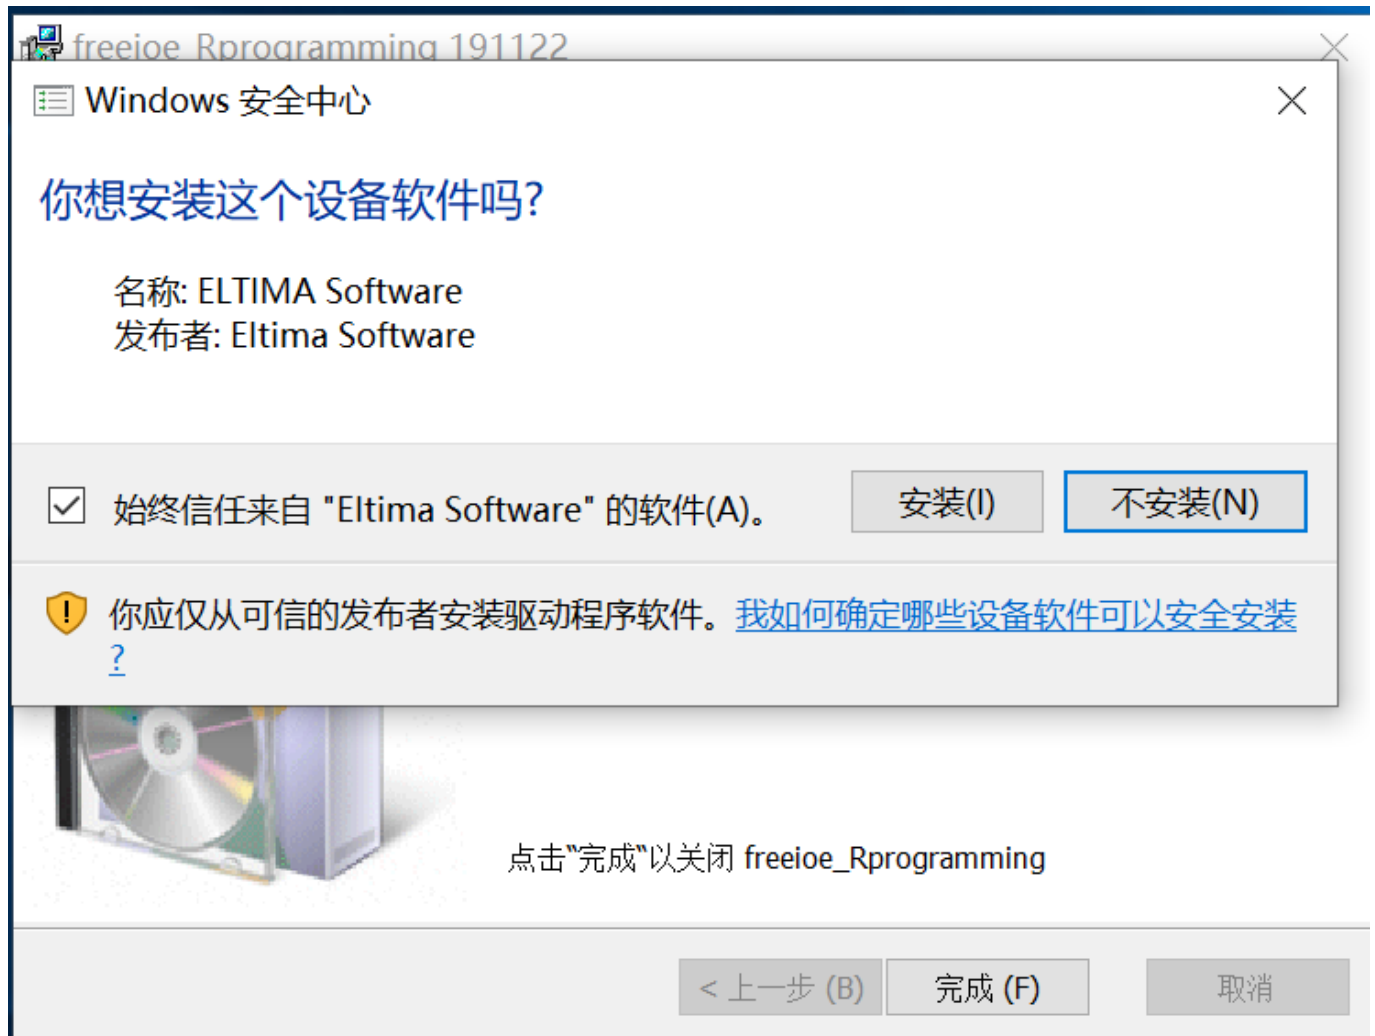 freeioe_Rprogramming 191122
Windows 安全中心
你想安装这个设备软件吗?
名称: ELTIMA Software
发布者: Eltima Software
始终信任来自 "Eltima Software" 的软件(A)。
安装(I)
不安装(N)
你应仅从可信的发布者安装驱动程序软件。我如何确定哪些设备软件可以安全安装
?
点击"完成"以关闭 freeioe_Rprogramming
< 上一步 (B)
完成 (F)
取消